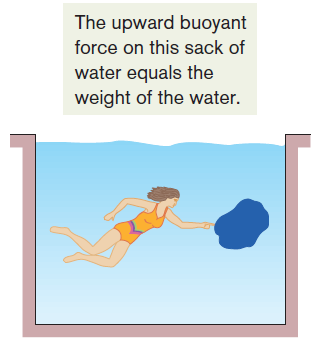 The upward buoyant
force on this sack of
water equals the
weight of the water.